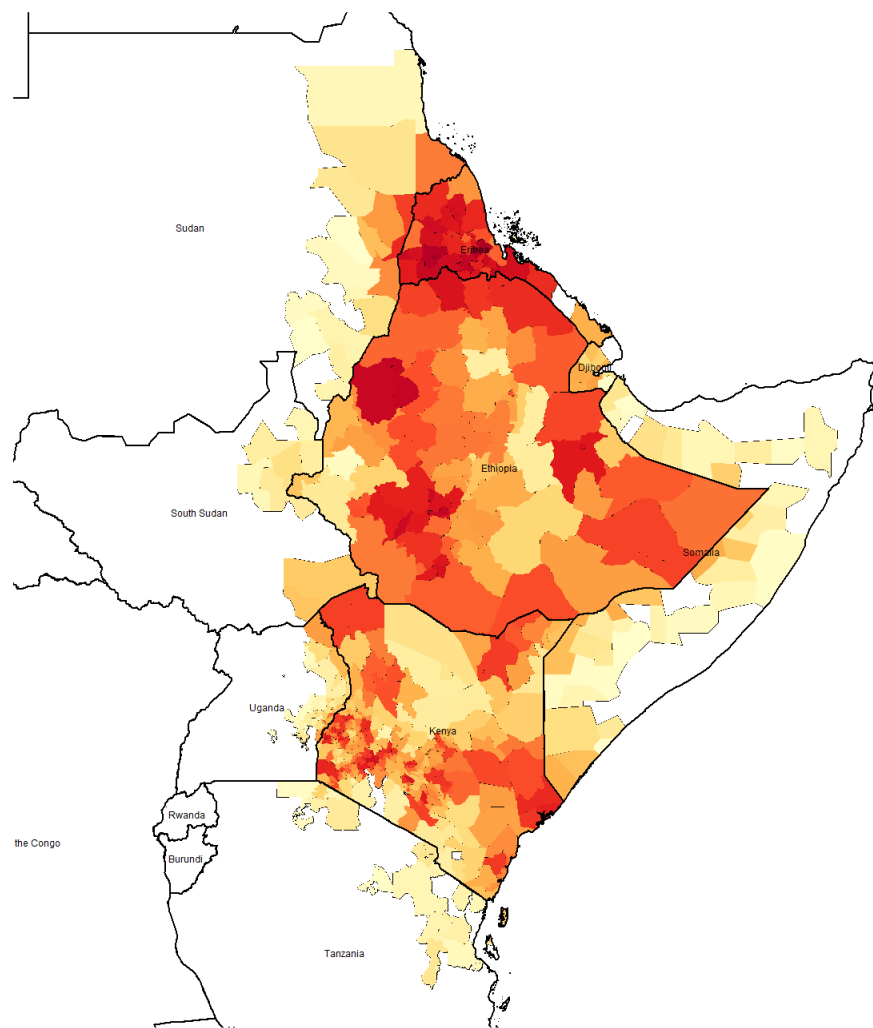 Sudan
Eritrea
Djibouti
Ethiopia
South Sudan
Somalia
Uganda
Kenya
Rwanda
the Congo
Burundi
Tanzania